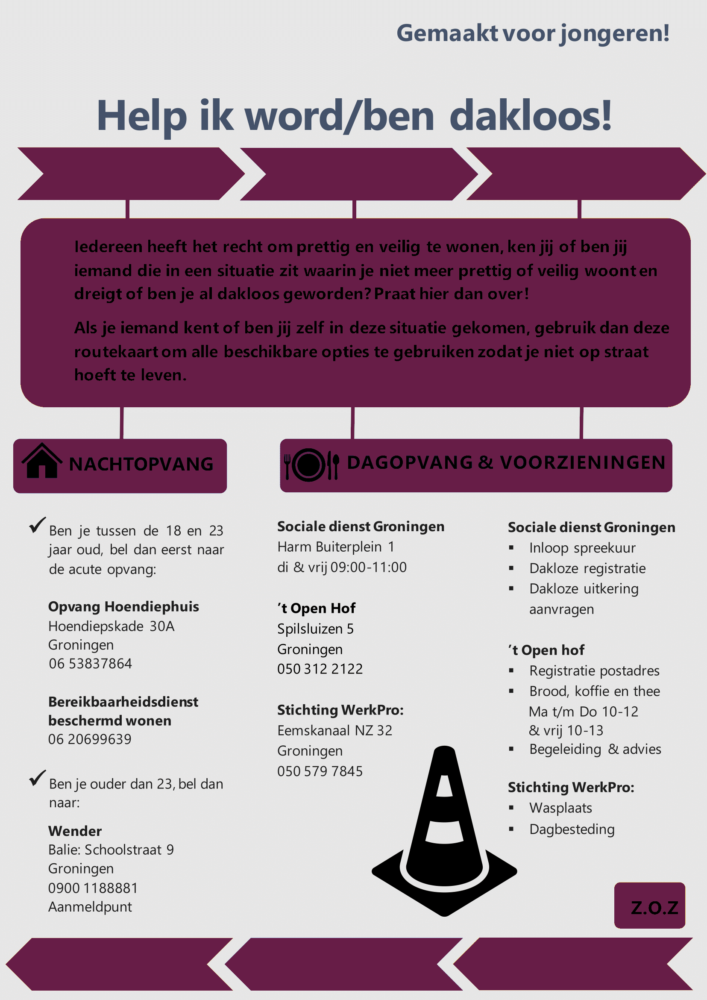 Gemaakt voor jongeren!
Help ik word/ben dakloos!
Iedereen heeft het recht om prettig en veilig te wonen, ken jij of ben jij
iemand die in een situatie zit waarin je niet meer prettig of veilig woont en
dreigt of ben je al dakloos geworden? Praat hier dan over!
Als je iemand kent of ben jij zelf in deze situatie gekomen, gebruik dan deze
routekaart om alle beschikbare opties te gebruiken zodat je niet op straat
hoeft te leven.
NACHTOPVANG
✓ Ben je tussen de 18 en 23
jaar oud, bel dan eerst naar
de acute opvang:
Opvang Hoendiephuis
Hoendiepskade 30A
Groningen
06 53837864
Bereikbaarheidsdienst
beschermd wonen
06 20699639
✓ Ben je ouder dan 23, bel dan
naar:
Wender
Balie: Schoolstraat 9
Groningen
0900 1188881
Aanmeldpunt
DAGOPVANG & VOORZIENINGEN
Sociale dienst Groningen
Harm Buiterplein 1
di & vrij 09:00-11:00
’t Open Hof
Spilsluizen 5
Groningen
050 312 2122
Stichting WerkPro:
Eemskanaal NZ 32
Groningen
050 579 7845
Sociale dienst Groningen
▪ Inloop spreekuur
▪ Dakloze registratie
▪ Dakloze uitkering
aanvragen
’t Open hof
▪ Registratie postadres
▪ Brood, koffie en thee
Ma t/m Do 10-12
& vrij 10-13
▪ Begeleiding & advies
Stichting WerkPro:
▪ Wasplaats
▪ Dagbesteding
Z.O.Z